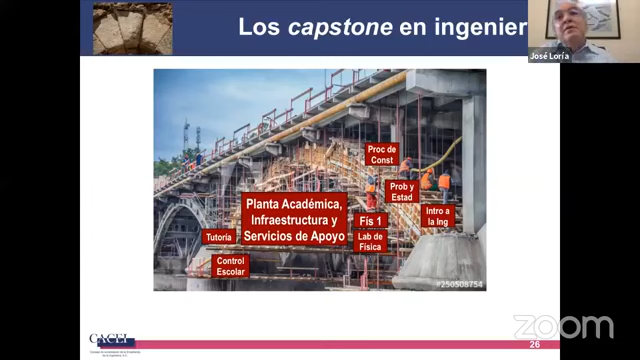 Los capstone en ingenier
José Loría
Proc de
Const
Prob y
Estad
Planta Académica,
Infraestructura y
Servicios de Apoyo
Fis 1
Intro a
la Ing
Tutoría
Lab de
Física
Control
Escolar
#250508754
CACEI
26
zoom